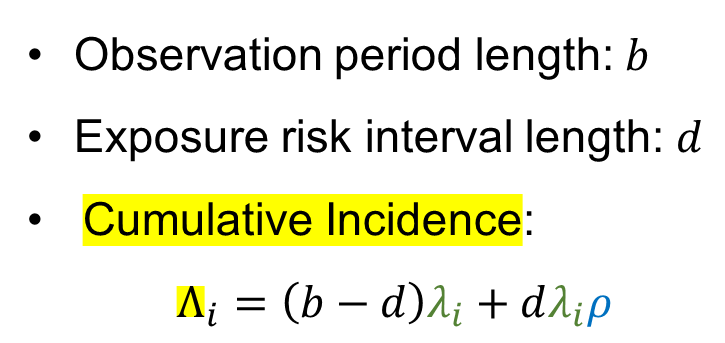 • Observation period length: b
• Exposure risk interval length: d
• Cumulative Incidence:
Λᵢ = (b − d)λᵢ + dλᵢρ